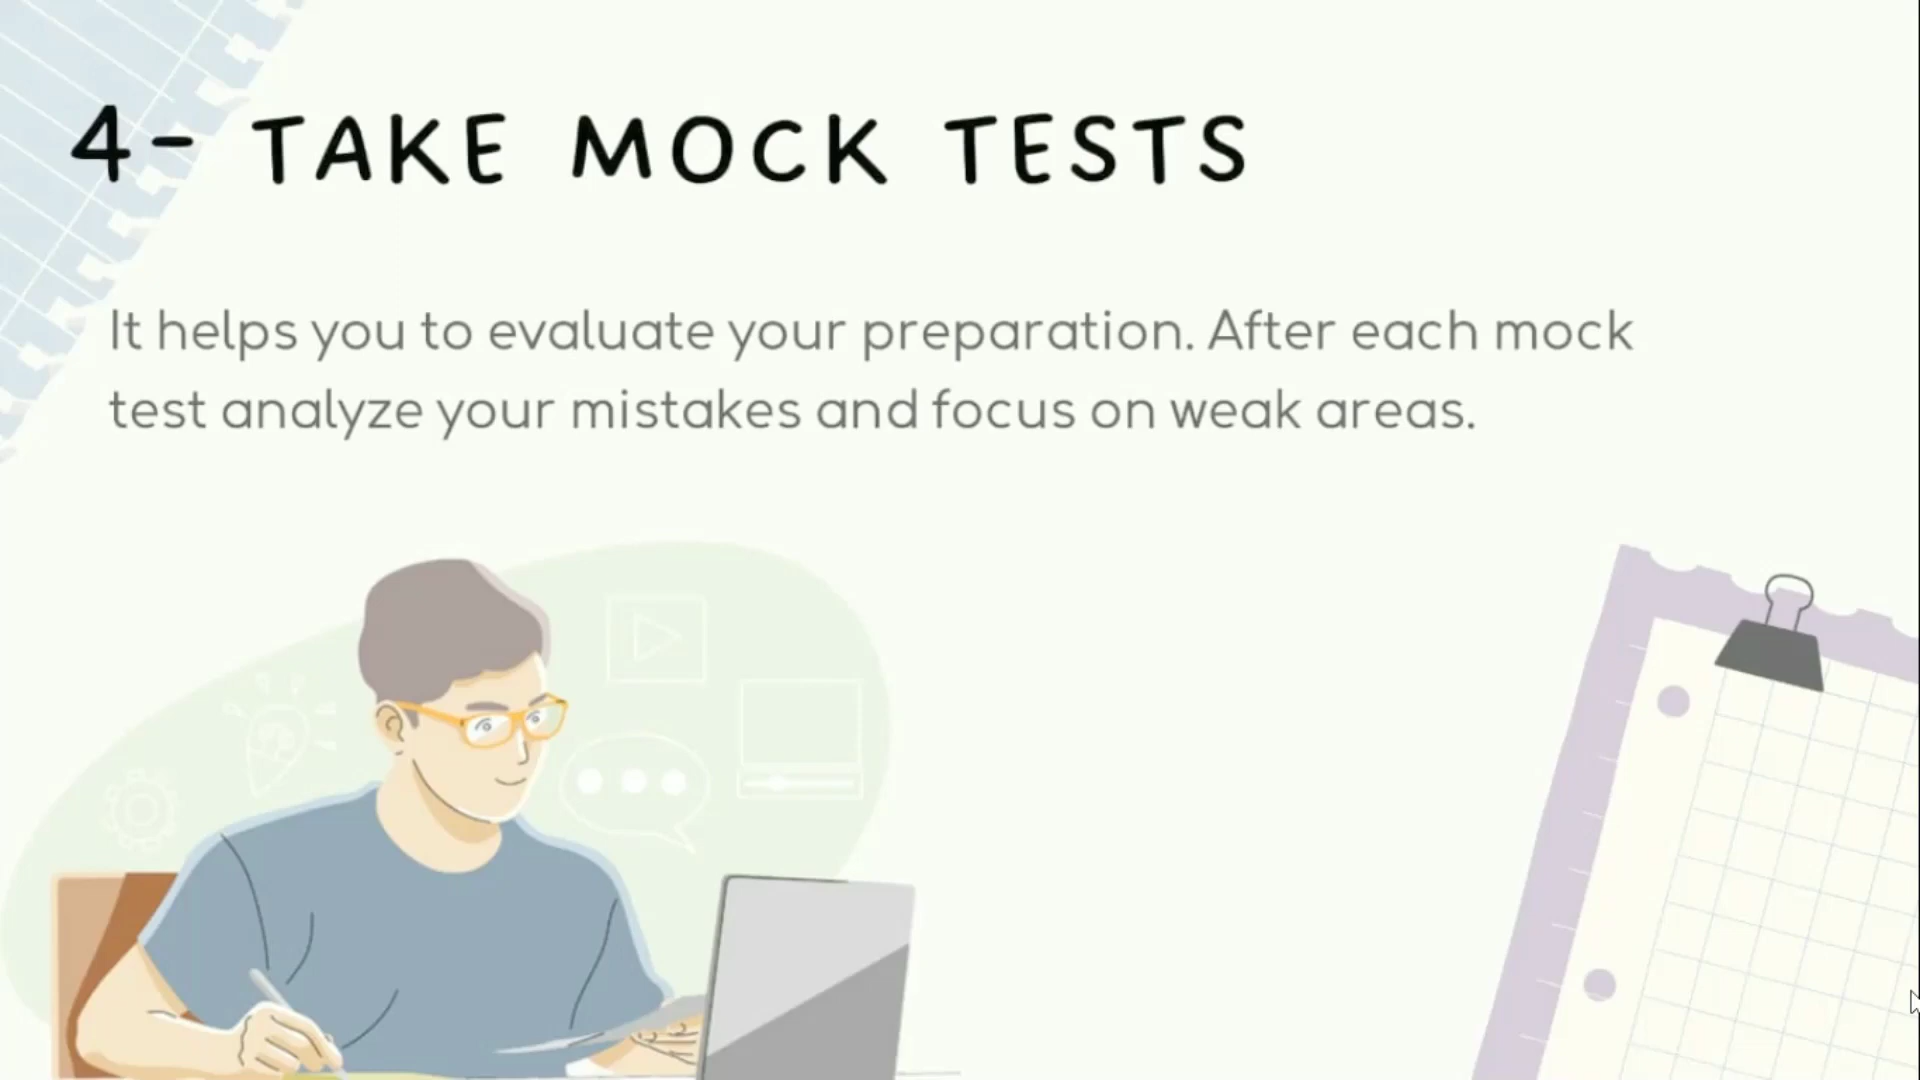 4- TAKE MOCK TESTS
It helps you to evaluate your preparation. After each mock
test analyze your mistakes and focus on weak areas.